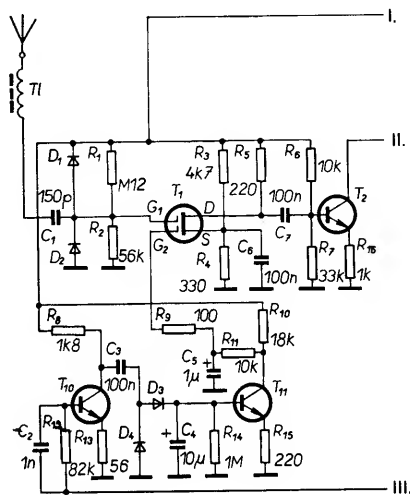 I.
Tl
II.
D1
R1
M12
R3
4k7
R5
220
R6
10k
150p
C1
T1
G1
D
G2
S
100n
C7
T2
D2
R2
56k
R4
330
C6
100n
R7
33k
R16
1k
R8
1k8
R9
100
R10
18k
C3
100n
R11
10k
C5
+
1µ
T10
D3
T11
C2
1n
R12
82k
R13
56
D4
+
C4
10µ
R14
1M
R15
220
III.